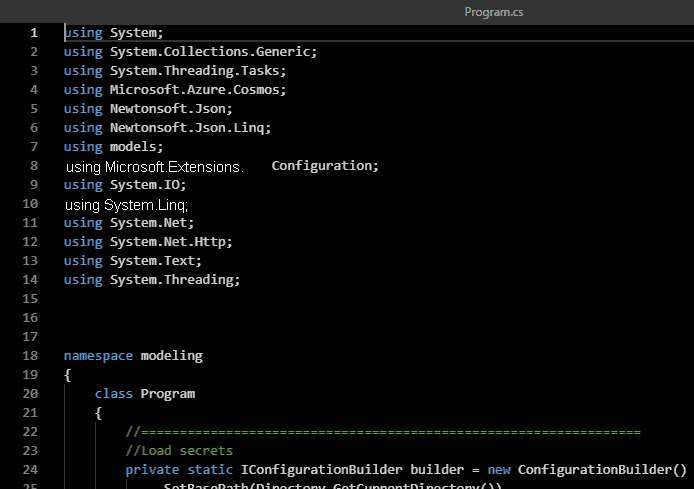 Program.cs
1 using System;
2 using System.Collections.Generic;
3 using System.Threading.Tasks;
4 using Microsoft.Azure.Cosmos;
5 using Newtonsoft.Json;
6 using Newtonsoft.Json.Linq;
7 using models;
8 using Microsoft.Extensions. Configuration;
9 using System.IO;
10 using System.Linq;
11 using System.Net;
12 using System.Net.Http;
13 using System.Text;
14 using System.Threading;
15
16
17
18 namespace modeling
19 {
20 class Program
21 {
22 //=================================================================
23 //Load secrets
24 private static IConfigurationBuilder builder = new ConfigurationBuilder()
25 .SetBasePath(Directory.GetCurrentDirectory())